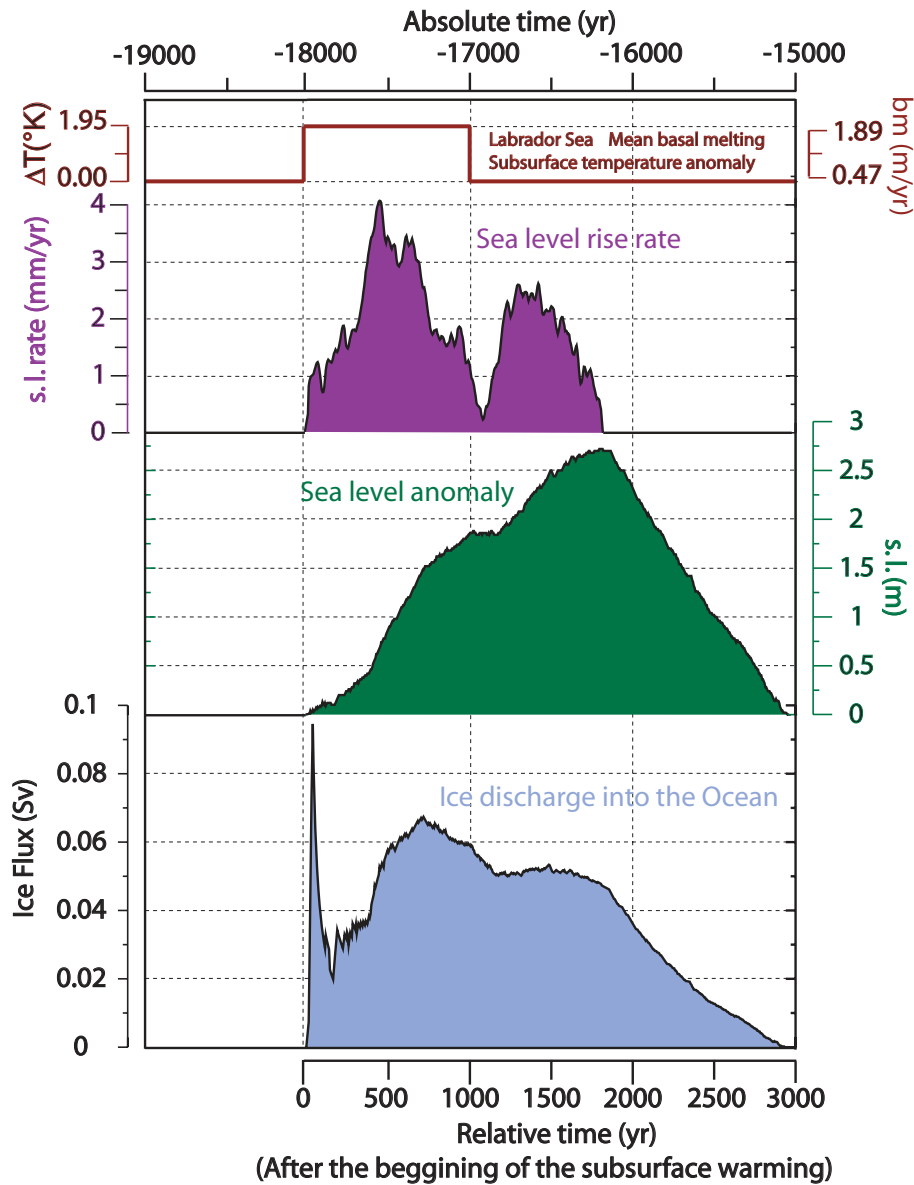 Absolute time (yr)
-19000 -18000 -17000 -16000 -15000
ΔT(°K)
1.95
0.00
Labrador Sea Mean basal melting
Subsurface temperature anomaly
1.89
0.47
bm (m/yr)
s.l. rate (mm/yr)
4
3
2
1
0
Sea level rise rate
Sea level anomaly
3
2.5
2
1.5
1
0.5
0
s.l. (m)
Ice Flux (Sv)
0.1
0.08
0.06
0.04
0.02
0
Ice discharge into the Ocean
0 500 1000 1500 2000 2500 3000
Relative time (yr)
(After the beggining of the subsurface warming)